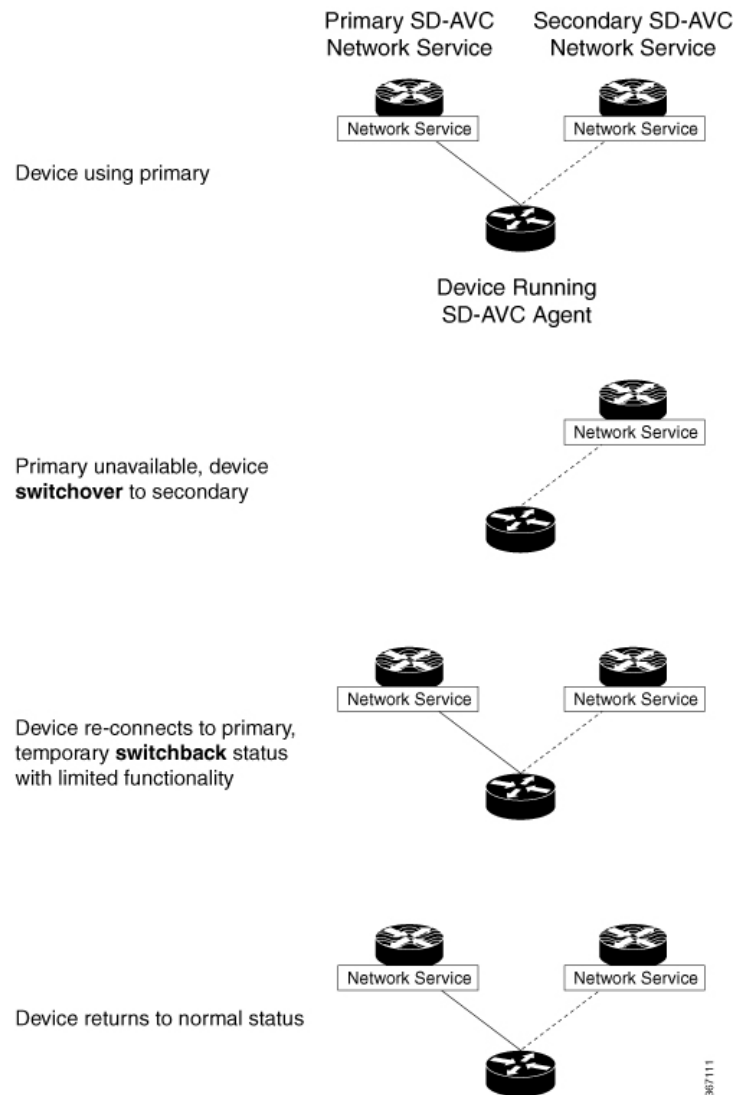 Primary SD-AVC
Network Service
Secondary SD-AVC
Network Service
Network Service
Network Service
Device using primary
Device Running
SD-AVC Agent
Network Service
Primary unavailable, device
switchover to secondary
Network Service
Network Service
Device re-connects to primary,
temporary switchback status
with limited functionality
Network Service
Network Service
Device returns to normal status
367111